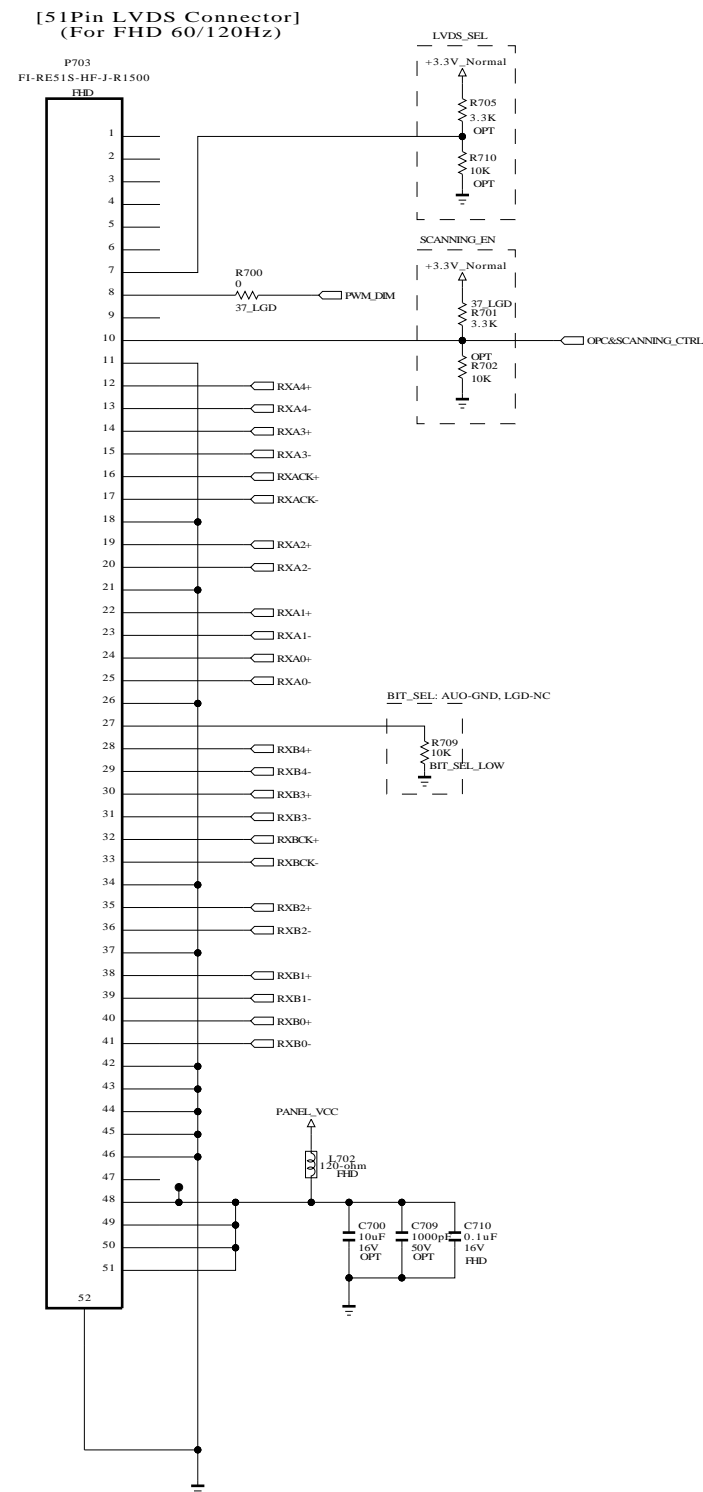 [51Pin LVDS Connector]
(For FHD 60/120Hz)
P703
FI-RE51S-HF-J-R1500
FHD
LVDS_SEL
+3.3V_Normal
R705
3.3K
OPT
R710
10K
OPT
1
2
3
4
5
6
7
8
R700
0
37_LGD
PWM_DIM
9
SCANNING_EN
+3.3V_Normal
37_LGD
R701
3.3K
OPT
R702
10K
10
OPC&SCANNING_CTRL
11
12 RXA4+
13 RXA4-
14 RXA3+
15 RXA3-
16 RXACK+
17 RXACK-
18
19 RXA2+
20 RXA2-
21
22 RXA1+
23 RXA1-
24 RXA0+
25 RXA0-
26
BIT_SEL: AUO-GND, LGD-NC
27
R709
10K
BIT_SEL_LOW
28 RXB4+
29 RXB4-
30 RXB3+
31 RXB3-
32 RXBCK+
33 RXBCK-
34
35 RXB2+
36 RXB2-
37
38 RXB1+
39 RXB1-
40 RXB0+
41 RXB0-
42
43
44
45
46
47
PANEL_VCC
L702
120-ohm
FHD
48
49
50
51
C700
10uF
16V
OPT
C709
1000pF
50V
OPT
C710
0.1uF
16V
FHD
52